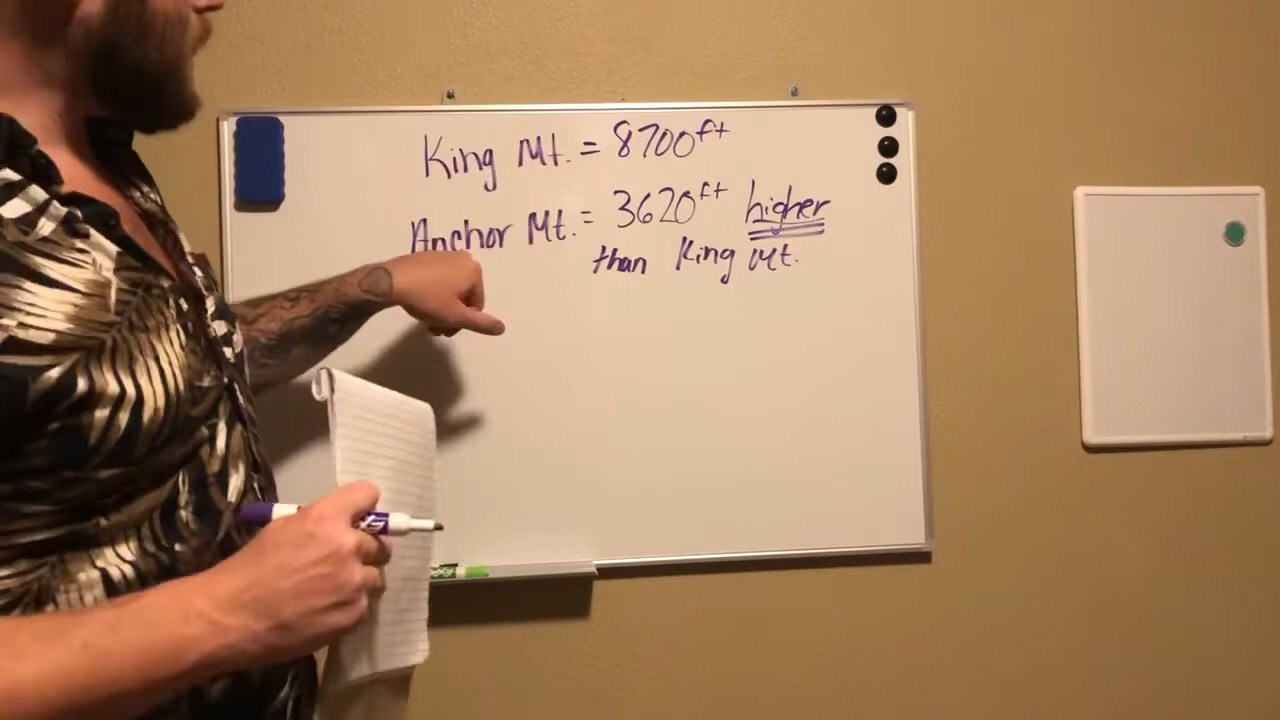 King Mt. = 8700ft
Anchor Mt. = 3620ft higher
than King Mt.